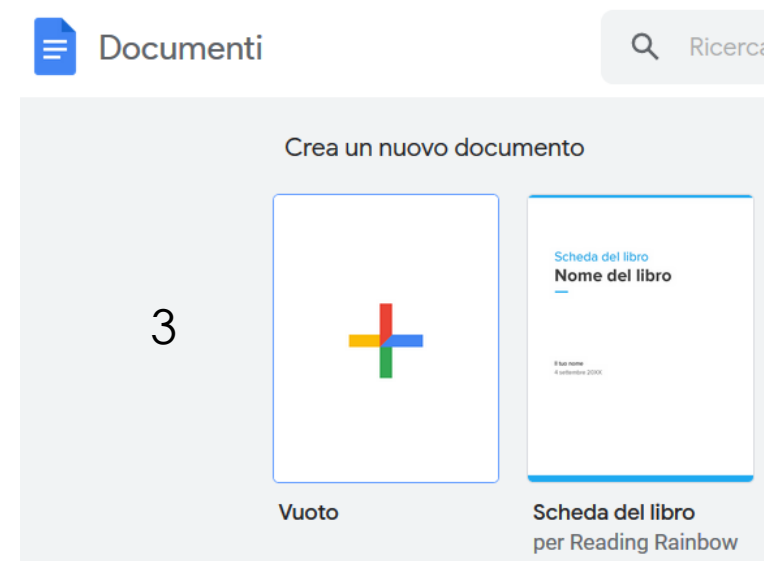 Documenti
Ricerca
Crea un nuovo documento
3
Scheda del libro
Nome del libro
Il tuo nome
4 settembre 20XX
Vuoto
Scheda del libro
per Reading Rainbow